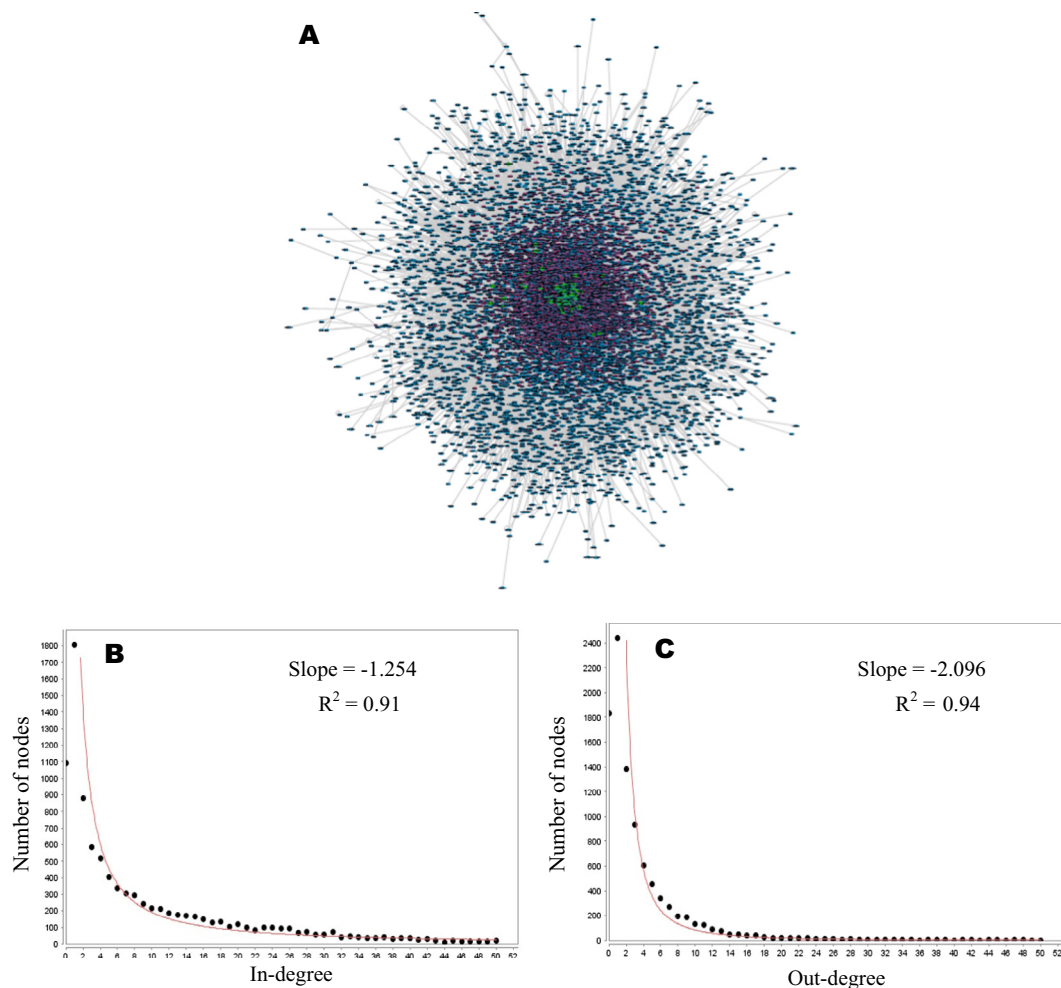 A
B
Slope = -1.254
R² = 0.91
Number of nodes
1800
1700
1600
1500
1400
1300
1200
1100
1000
900
800
700
600
500
400
300
200
100
0
0 2 4 6 8 10 12 14 16 18 20 22 24 26 28 30 32 34 36 38 40 42 44 46 48 50 52
In-degree
C
Slope = -2.096
R² = 0.94
Number of nodes
2400
2200
2000
1800
1600
1400
1200
1000
800
600
400
200
0
0 2 4 6 8 10 12 14 16 18 20 22 24 26 28 30 32 34 36 38 40 42 44 46 48 50 52
Out-degree